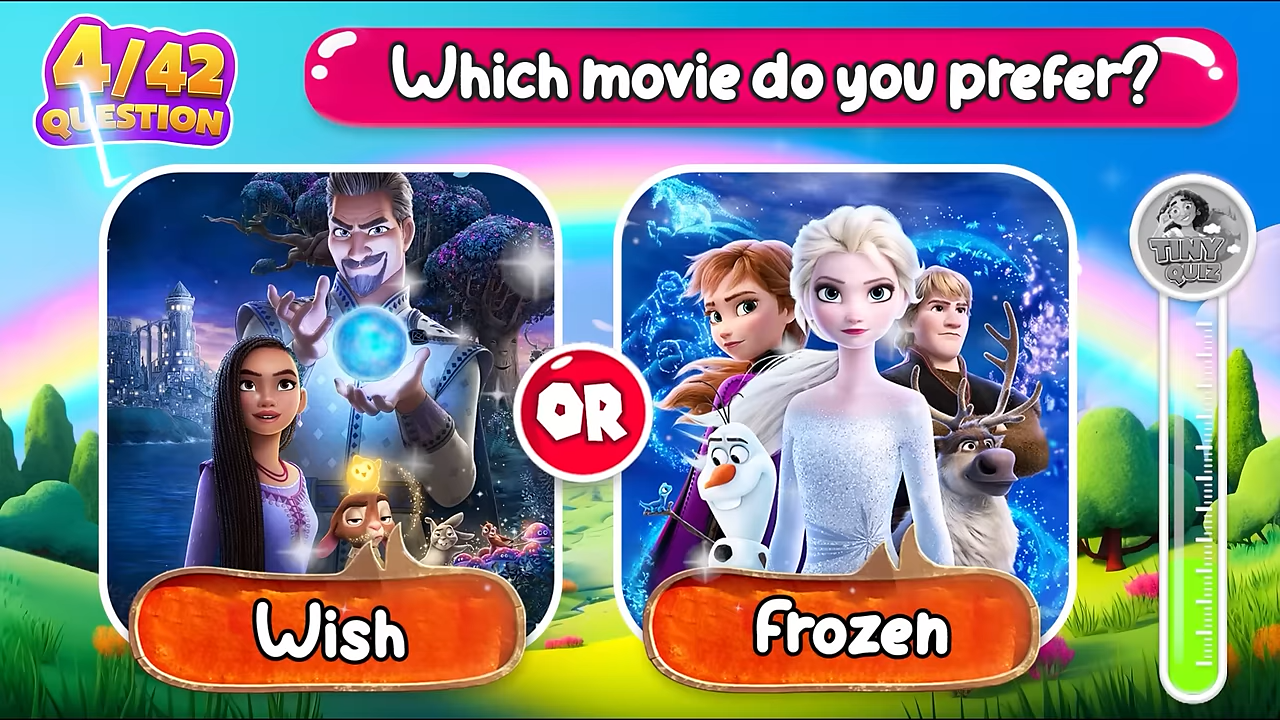 4/42
QUESTION
Which movie do you prefer?
OR
TINY
QUIZ
Wish
Frozen